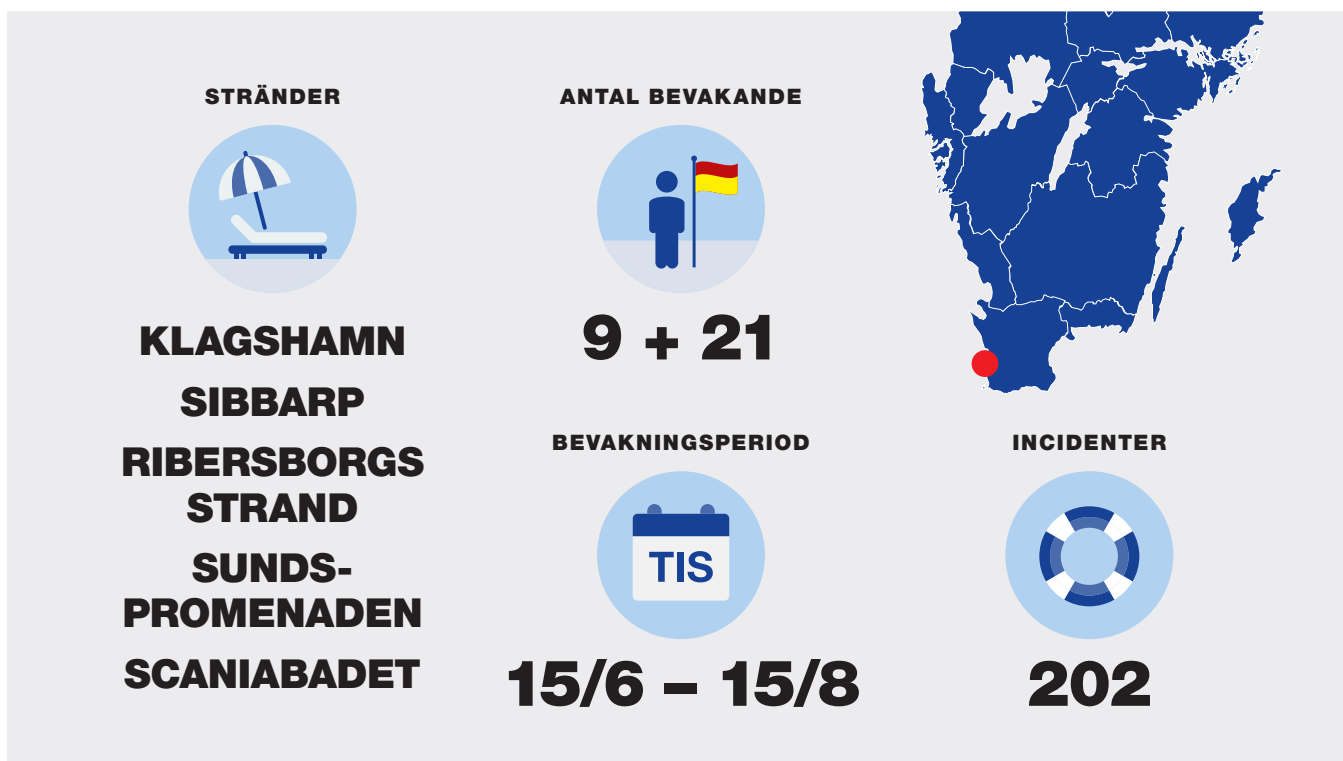 STRÄNDER
KLAGSHAMN
SIBBARP
RIBERSBORGS
STRAND
SUNDS-
PROMENADEN
SCANIABADET
ANTAL BEVAKANDE
9 + 21
BEVAKNINGSPERIOD
TIS
15/6 – 15/8
INCIDENTER
202